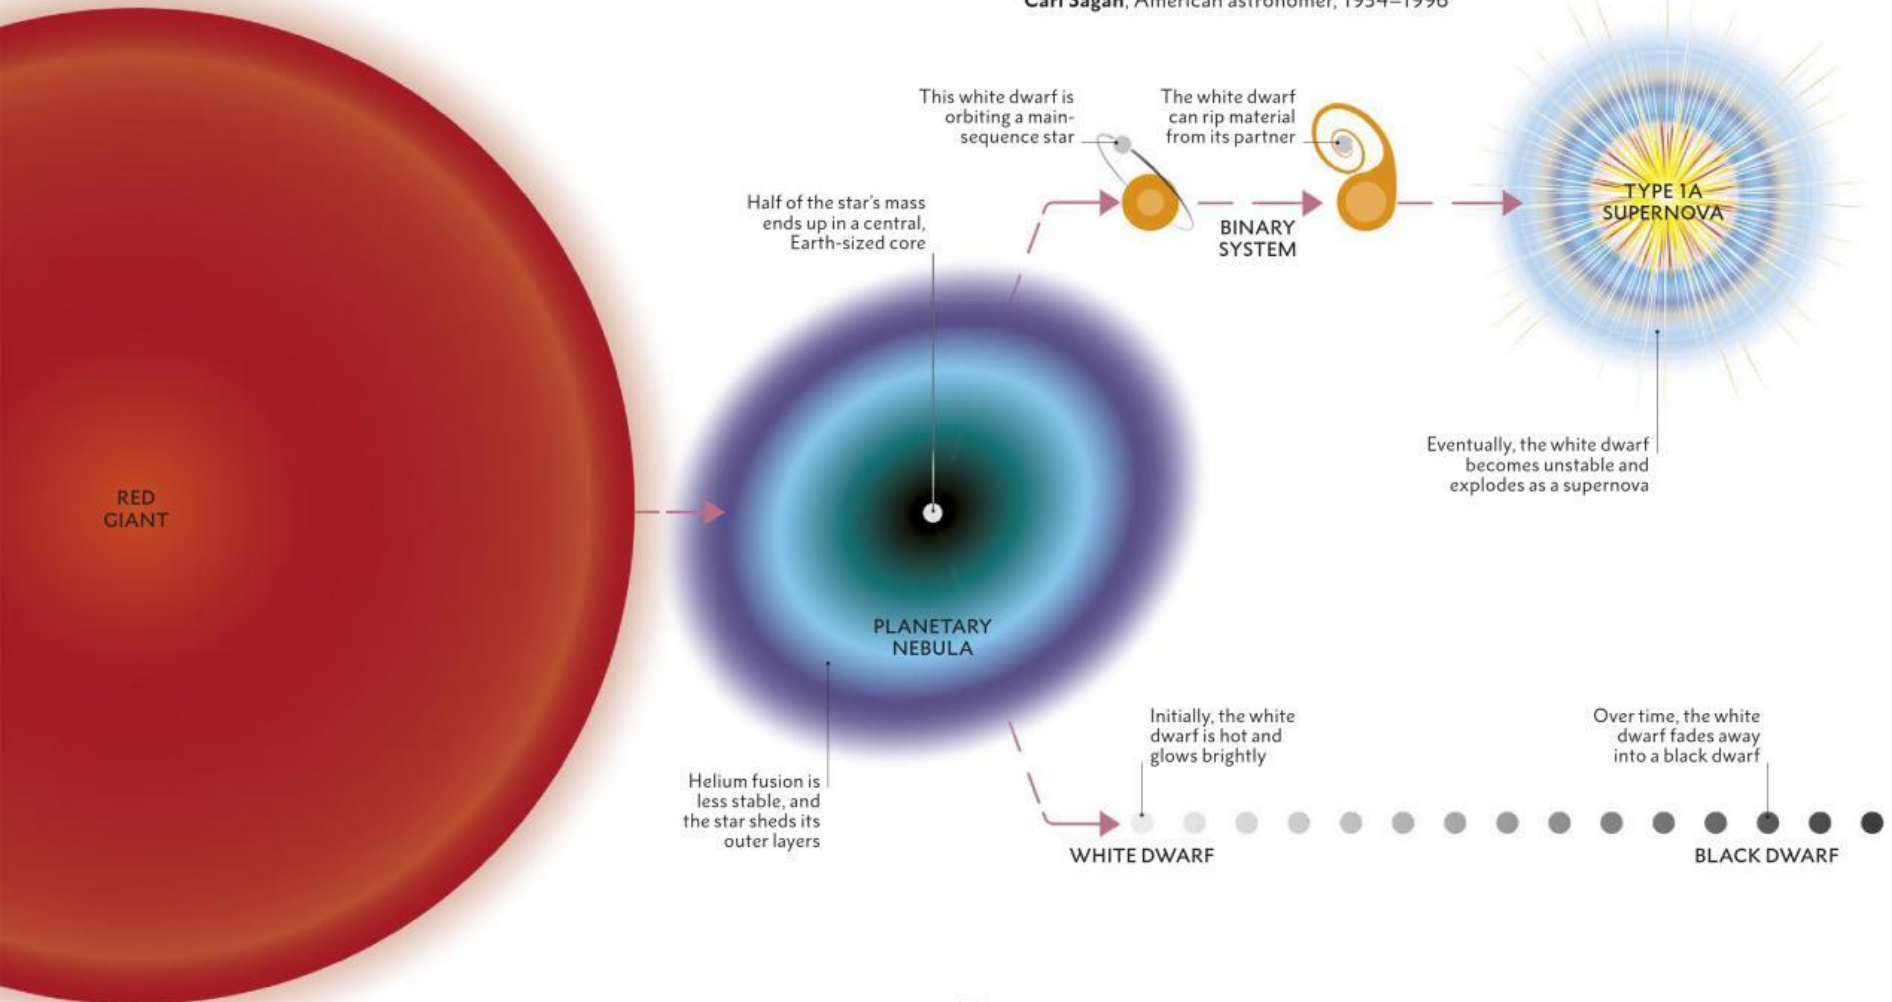 Carl Sagan, American astronomer, 1934–1996
This white dwarf is
orbiting a main-
sequence star
The white dwarf
can rip material
from its partner
TYPE 1A
SUPERNOVA
Half of the star's mass
ends up in a central,
Earth-sized core
BINARY
SYSTEM
Eventually, the white dwarf
becomes unstable and
explodes as a supernova
RED
GIANT
PLANETARY
NEBULA
Helium fusion is
less stable, and
the star sheds its
outer layers
Initially, the white
dwarf is hot and
glows brightly
Over time, the white
dwarf fades away
into a black dwarf
WHITE DWARF
BLACK DWARF